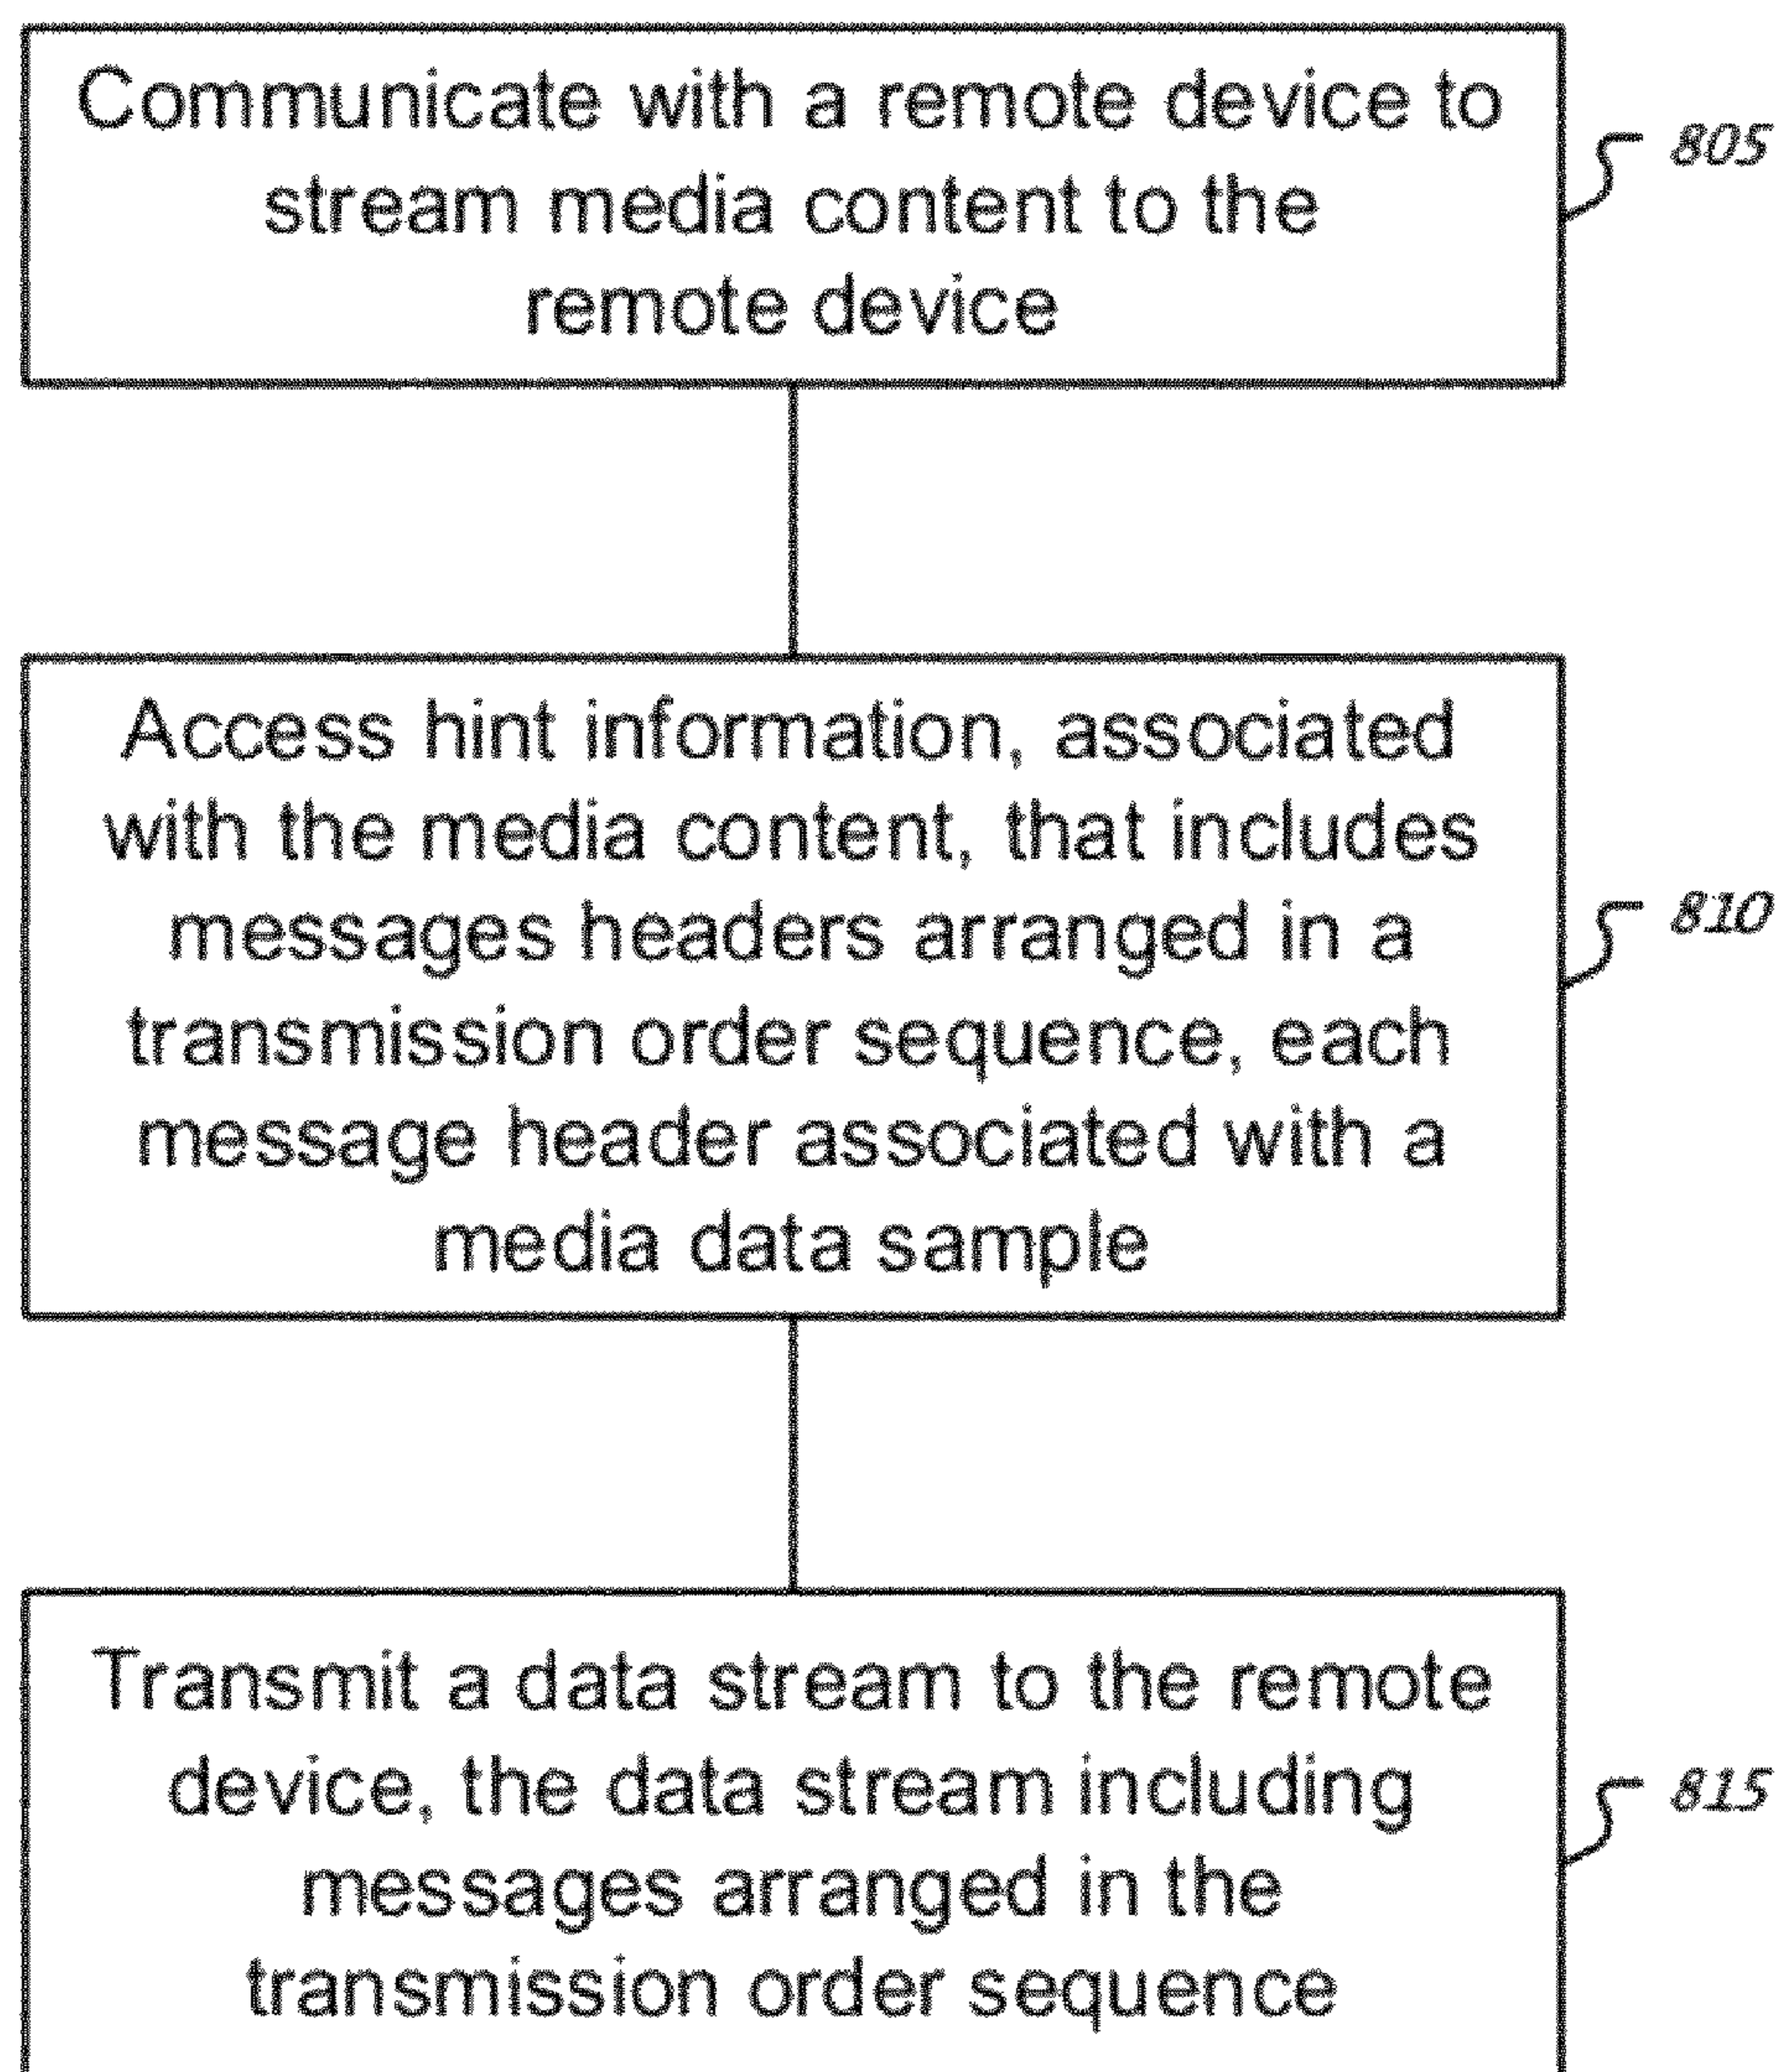 Communicate with a remote device to
stream media content to the
remote device
805
Access hint information, associated
with the media content, that includes
messages headers arranged in a
transmission order sequence, each
message header associated with a
media data sample
810
Transmit a data stream to the remote
device, the data stream including
messages arranged in the
transmission order sequence
815